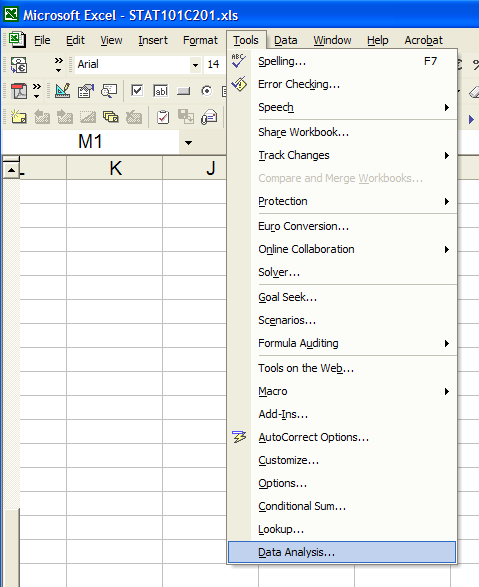 Microsoft Excel - STAT101C201.xls
File Edit View Insert Format Tools Data Window Help Acrobat
Arial 14
M1
K J
ABC Spelling... F7
Error Checking...
Speech
Share Workbook...
Track Changes
Compare and Merge Workbooks...
Protection
Euro Conversion...
Online Collaboration
Solver...
Goal Seek...
Scenarios...
Formula Auditing
Tools on the Web...
Macro
Add-Ins...
AutoCorrect Options...
Customize...
Options...
Conditional Sum...
Lookup...
Data Analysis...